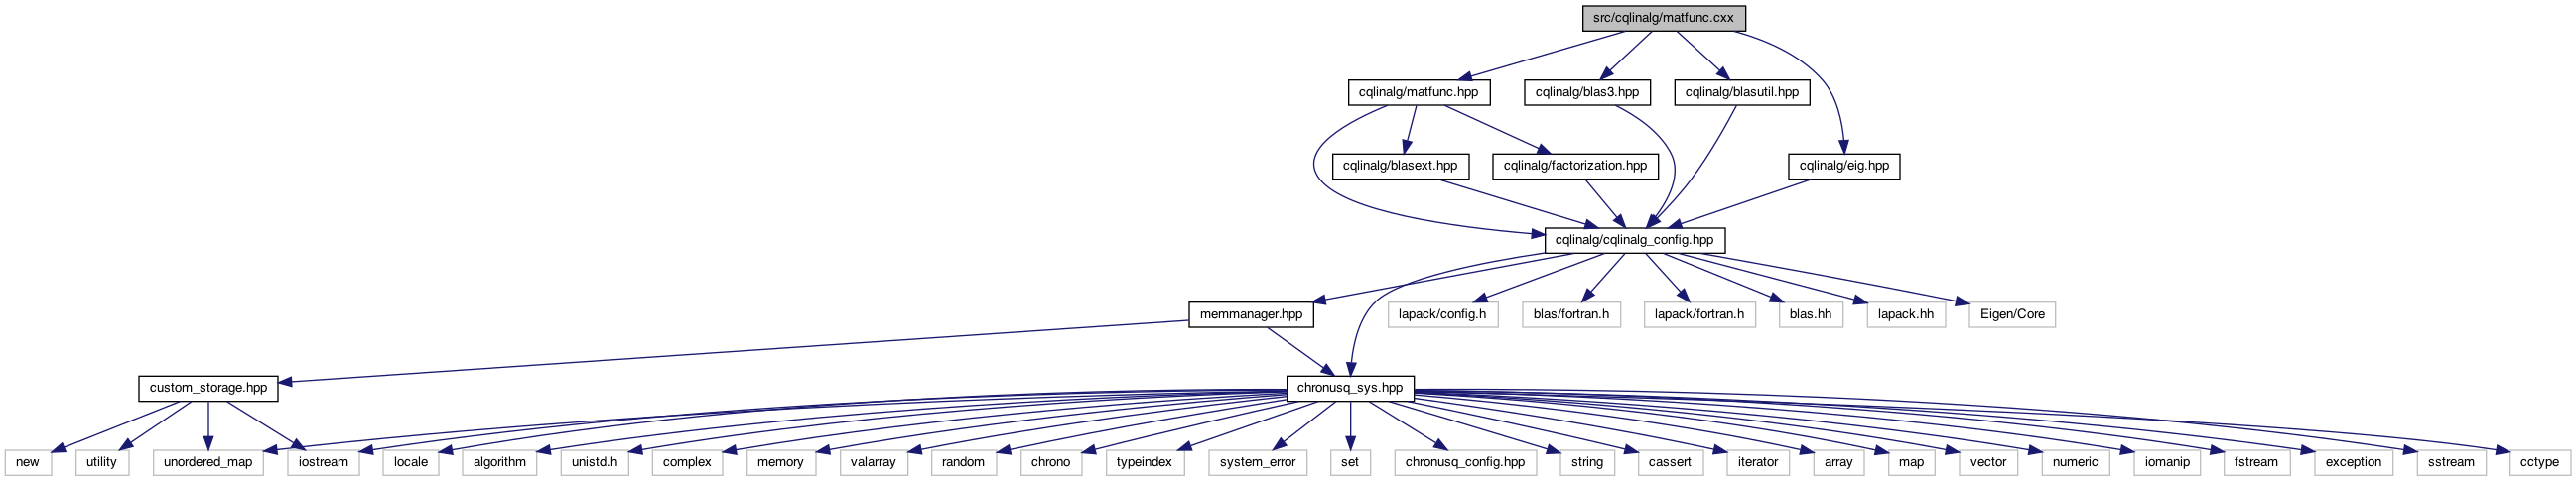 src/cqlinalg/matfunc.cxx
cqlinalg/matfunc.hpp
cqlinalg/blas3.hpp
cqlinalg/blasutil.hpp
cqlinalg/blasext.hpp
cqlinalg/factorization.hpp
cqlinalg/eig.hpp
cqlinalg/cqlinalg_config.hpp
memmanager.hpp
lapack/config.h
blas/fortran.h
lapack/fortran.h
blas.hh
lapack.hh
Eigen/Core
custom_storage.hpp
chronusq_sys.hpp
new
utility
unordered_map
iostream
locale
algorithm
unistd.h
complex
memory
valarray
random
chrono
typeindex
system_error
set
chronusq_config.hpp
string
cassert
iterator
array
map
vector
numeric
iomanip
fstream
exception
sstream
cctype